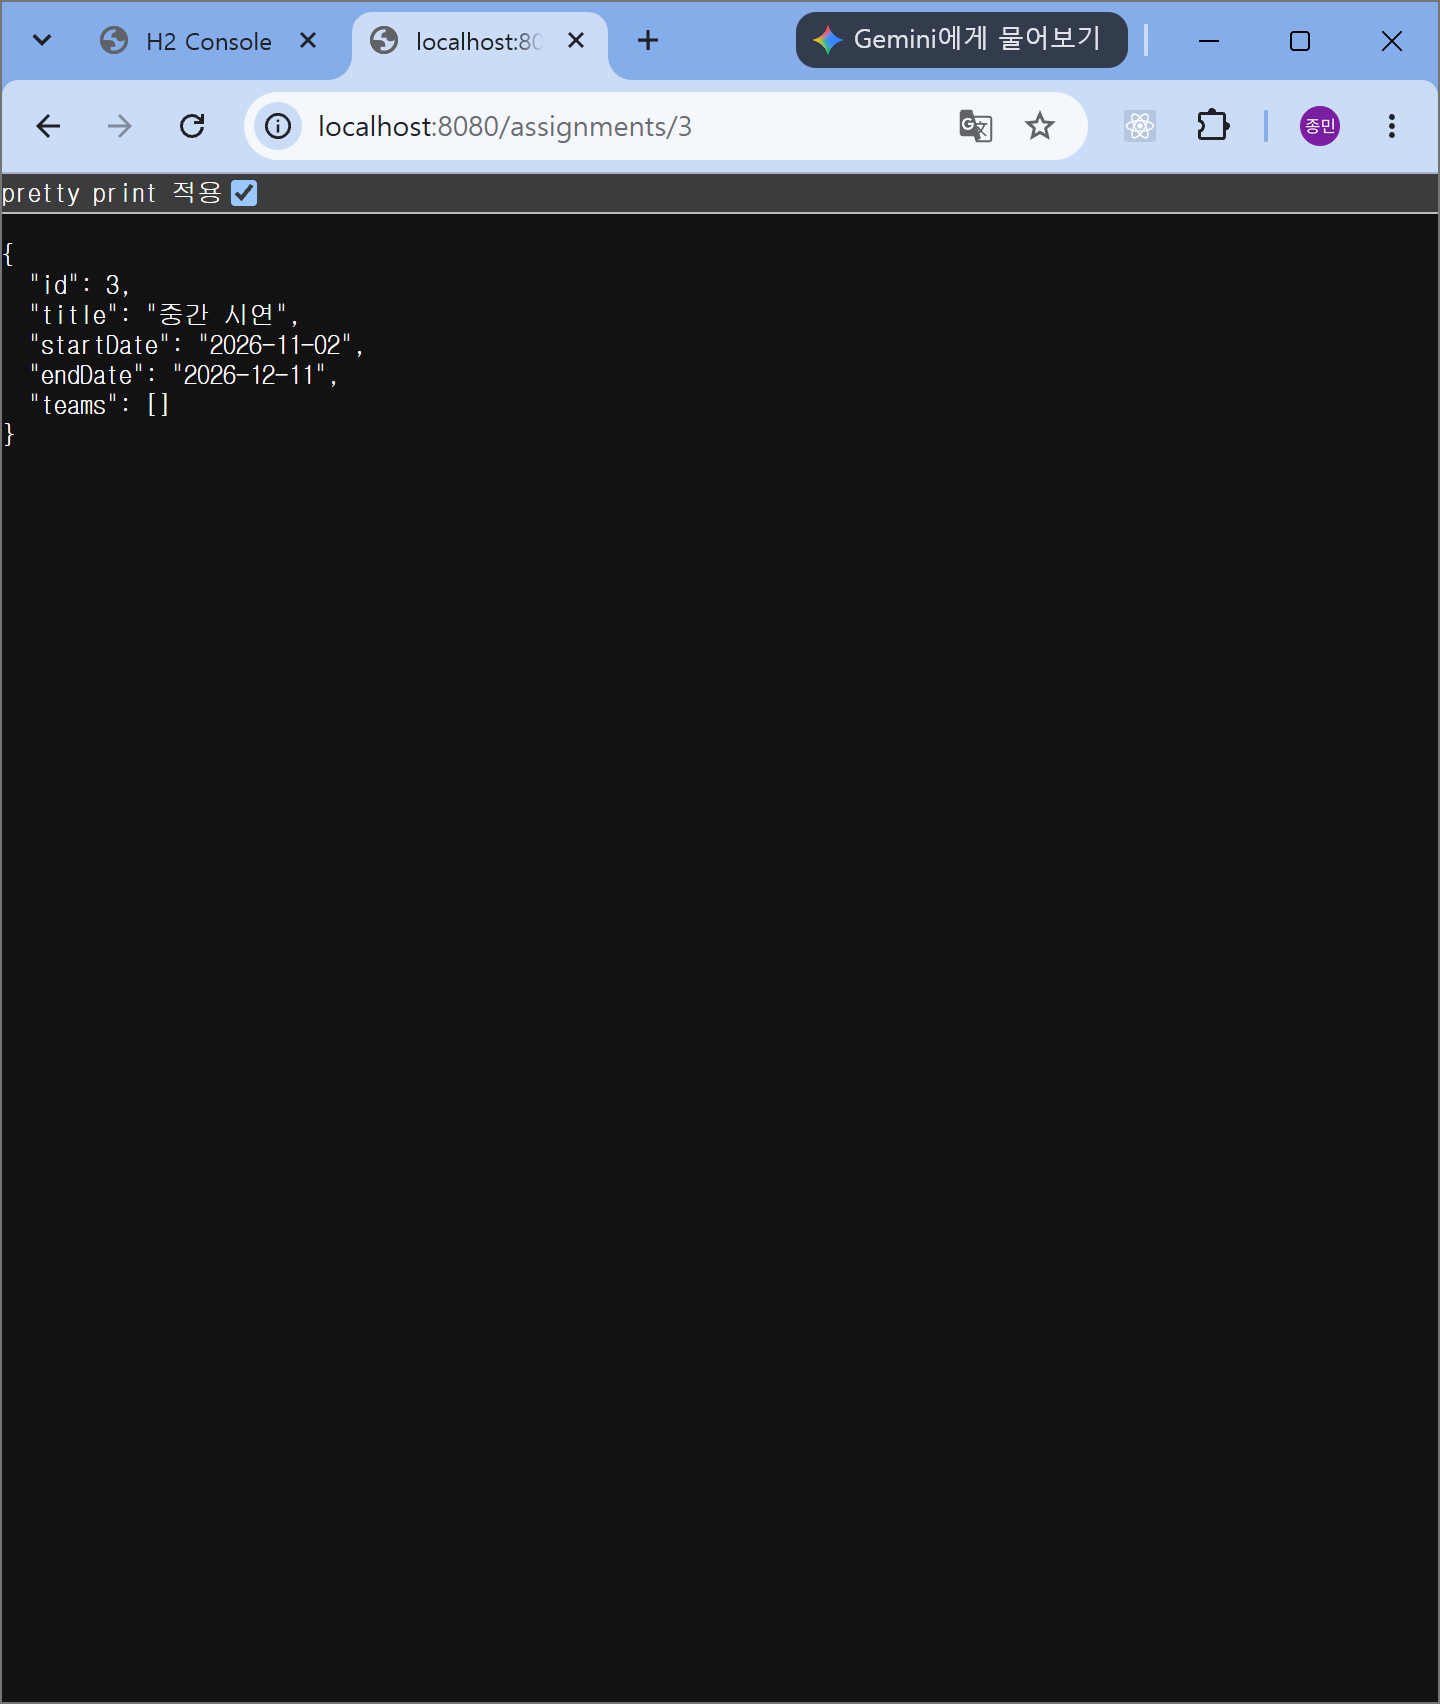 H2 Console
localhost:80
Gemini에게 물어보기
localhost:8080/assignments/3
종민
pretty print 적용
{
"id": 3,
"title": "중간 시연",
"startDate": "2026-11-02",
"endDate": "2026-12-11",
"teams": []
}